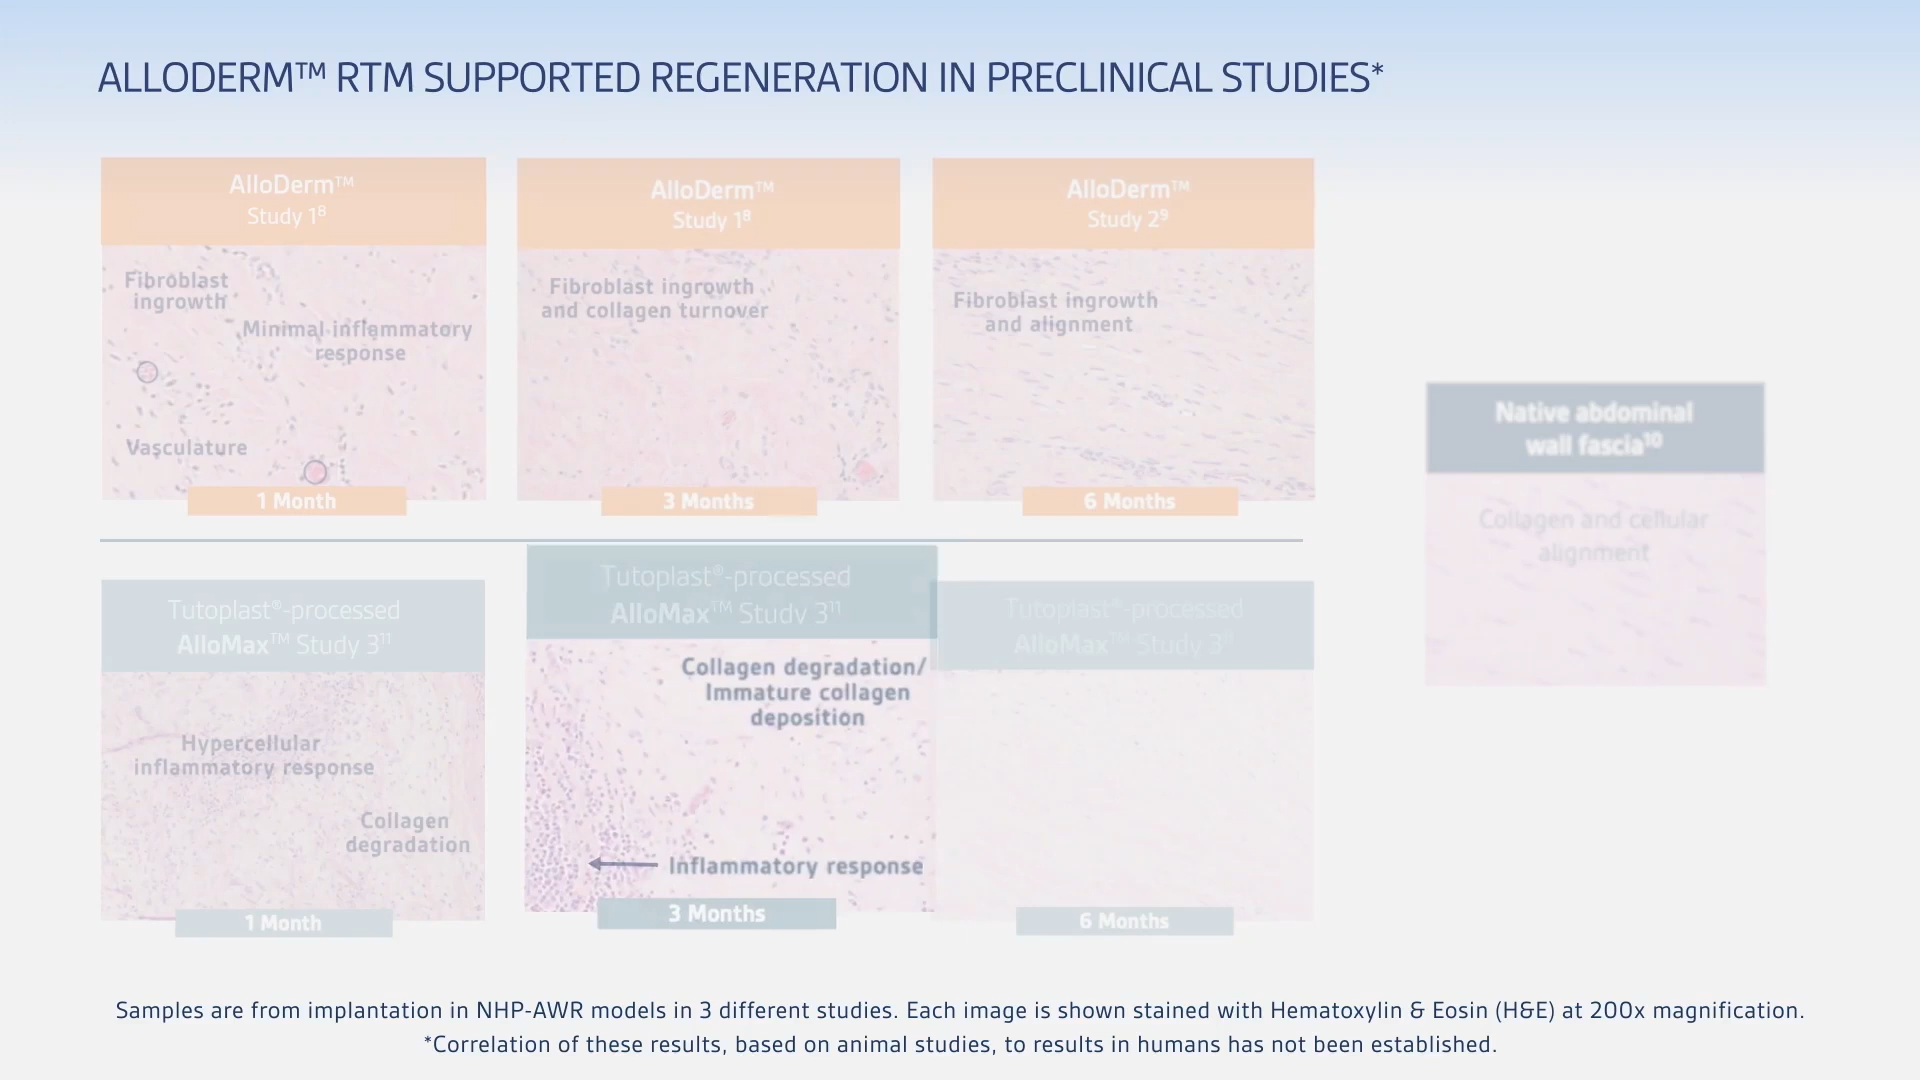 ALLODERM™ RTM SUPPORTED REGENERATION IN PRECLINICAL STUDIES*
AlloDerm™
Study 1⁸
Fibroblast
ingrowth
Minimal inflammatory
response
Vasculature
1 Month
AlloDerm™
Study 1⁸
Fibroblast ingrowth
and collagen turnover
3 Months
AlloDerm™
Study 2⁹
Fibroblast ingrowth
and alignment
6 Months
Native abdominal
wall fascia¹⁰
Collagen and cellular
alignment
Tutoplast®-processed
AlloMax™ Study 3¹¹
Hypercellular
inflammatory response
Collagen
degradation
1 Month
Tutoplast®-processed
AlloMax™ Study 3¹¹
Collagen degradation/
Immature collagen
deposition
Inflammatory response
3 Months
Tutoplast®-processed
AlloMax™ Study 3¹¹
6 Months
Samples are from implantation in NHP-AWR models in 3 different studies. Each image is shown stained with Hematoxylin & Eosin (H&E) at 200x magnification.
*Correlation of these results, based on animal studies, to results in humans has not been established.